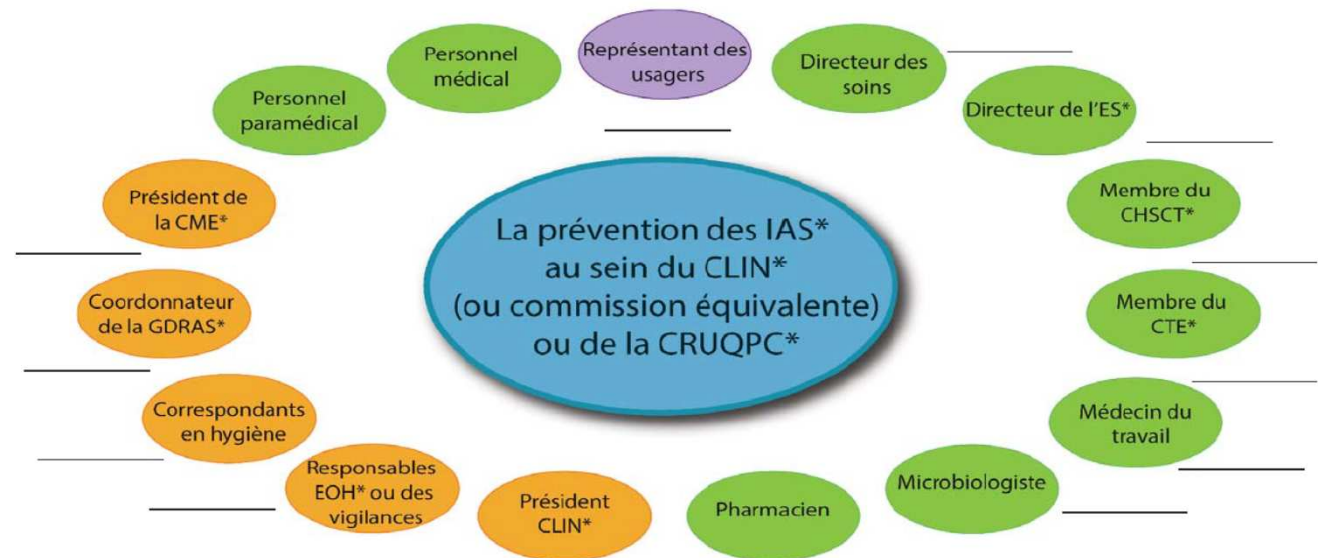 Représentant des
usagers
Directeur des
soins
Directeur de l'ES*
Membre du
CHSCT*
Membre du
CTE*
Médecin du
travail
Microbiologiste
Pharmacien
Président
CLIN*
Responsables
EOH* ou des
vigilances
Correspondants
en hygiène
Coordonnateur
de la GDRAS*
Président de
la CME*
Personnel
paramédical
Personnel
médical
La prévention des IAS*
au sein du CLIN*
(ou commission équivalente)
ou de la CRUQPC*